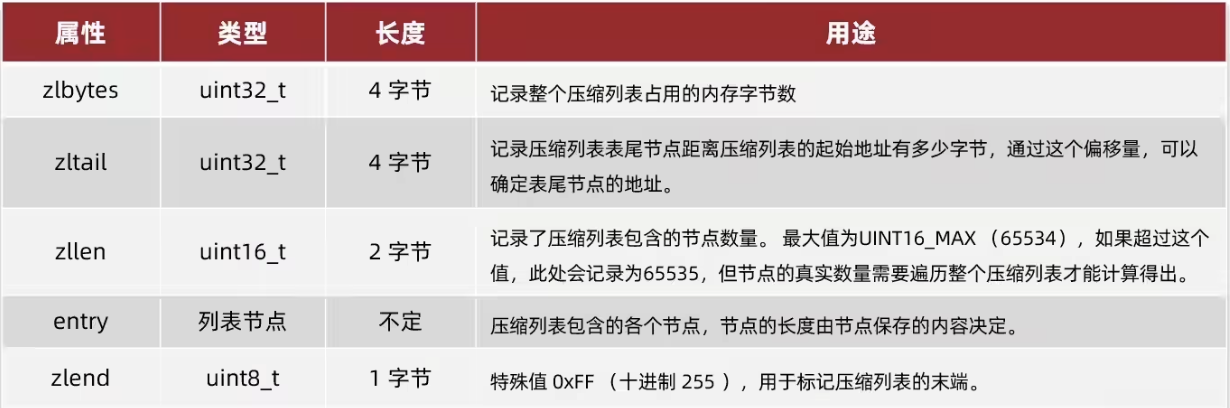 属性 类型 长度 用途
zlbytes uint32_t 4 字节 记录整个压缩列表占用的内存字节数
zltail uint32_t 4 字节 记录压缩列表表尾节点距离压缩列表的起始地址有多少字节，通过这个偏移量，可以
确定表尾节点的地址。
zllen uint16_t 2 字节 记录了压缩列表包含的节点数量。 最大值为UINT16_MAX （65534），如果超过这个
值，此处会记录为65535，但节点的真实数量需要遍历整个压缩列表才能计算得出。
entry 列表节点 不定 压缩列表包含的各个节点，节点的长度由节点保存的内容决定。
zlend uint8_t 1 字节 特殊值 0xFF （十进制 255 ），用于标记压缩列表的末端。